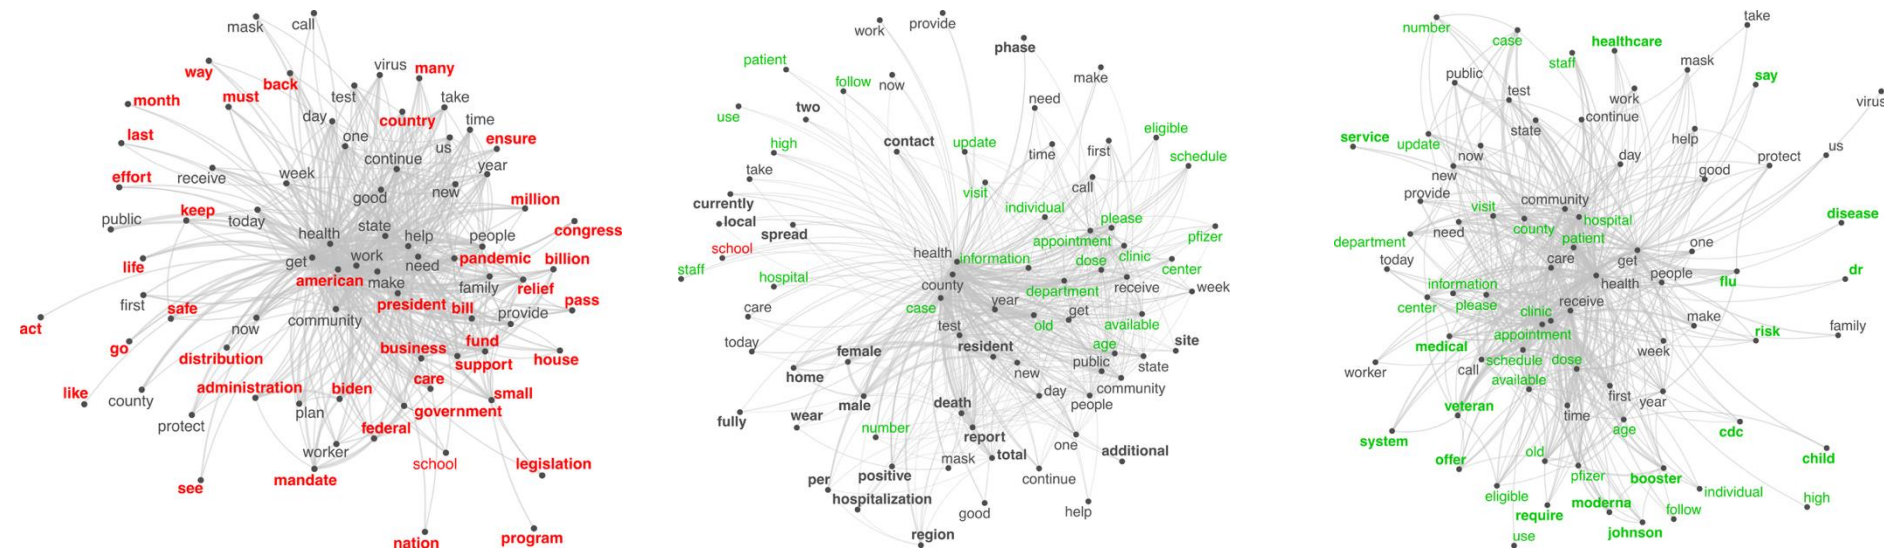 mask
call
way
back
virus
many
month
must
test
take
day
country
last
one
us
time
ensure
continue
year
effort
receive
week
good
new
million
public
keep
today
health
state
help
people
congress
life
get
work
need
pandemic
billion
american
make
family
relief
first
safe
president
bill
pass
act
now
community
provide
go
distribution
business
fund
support
house
like
county
administration
biden
care
small
plan
government
protect
federal
worker
school
legislation
see
mandate
nation
program
work
provide
phase
patient
follow
now
make
two
need
use
contact
update
eligible
high
time
first
schedule
take
visit
call
currently
individual
local
spread
please
pfizer
school
appointment
health
information
dose
clinic
center
staff
hospital
county
department
receive
week
case
year
care
test
old
get
available
today
female
resident
age
site
home
new
public
state
day
community
male
death
people
fully
wear
number
report
one
additional
per
positive
total
mask
continue
hospitalization
good
help
region
number
take
case
healthcare
staff
public
mask
say
test
work
virus
state
continue
service
update
help
us
now
day
protect
new
good
provide
community
visit
hospital
disease
need
county
department
patient
one
today
care
get
people
dr
information
health
flu
center
please
receive
clinic
make
appointment
risk
family
medical
week
worker
call
schedule
dose
available
first
year
veteran
time
age
cdc
system
offer
old
child
pfizer
booster
eligible
individual
high
require
moderna
follow
use
johnson